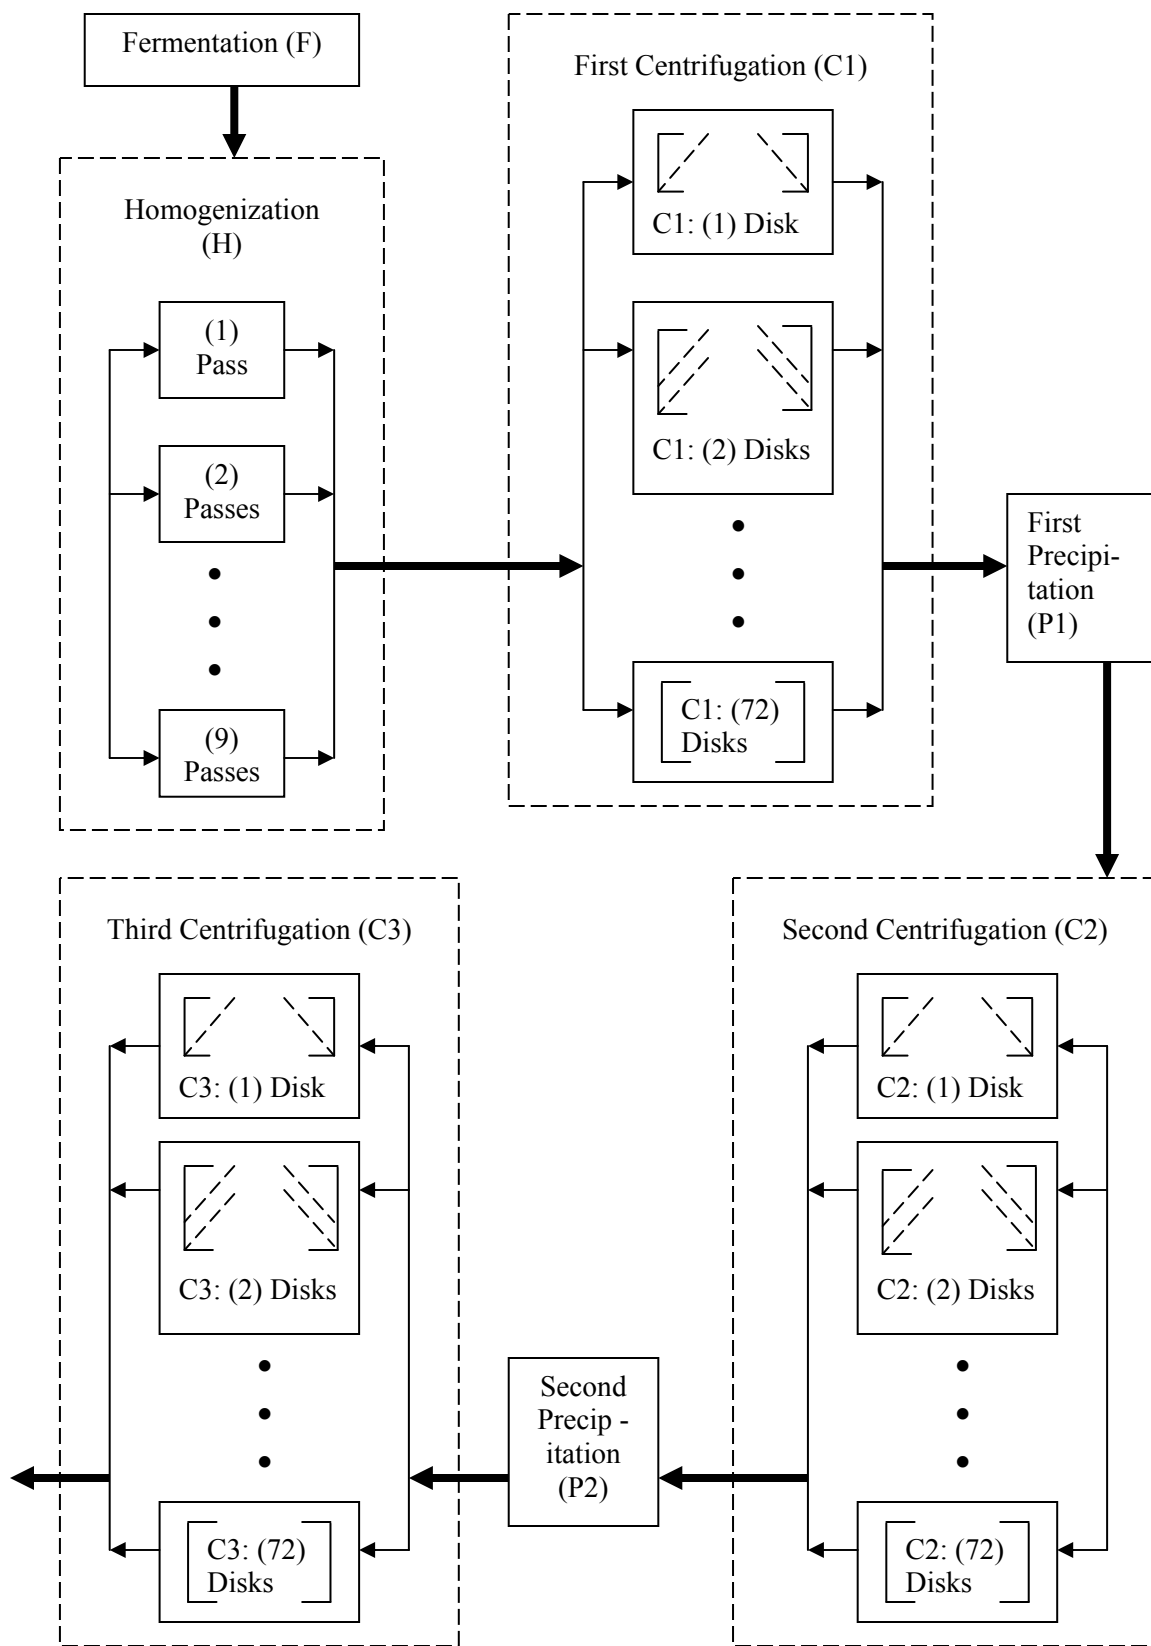 Fermentation (F)
Homogenization
(H)
(1)
Pass
(2)
Passes
(9)
Passes
First Centrifugation (C1)
C1: (1) Disk
C1: (2) Disks
C1: (72)
Disks
First
Precipi-
tation
(P1)
Second Centrifugation (C2)
C2: (1) Disk
C2: (2) Disks
C2: (72)
Disks
Second
Precip -
itation
(P2)
Third Centrifugation (C3)
C3: (1) Disk
C3: (2) Disks
C3: (72)
Disks